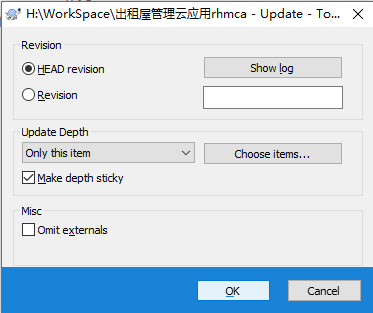 H:\WorkSpace\出租屋管理云应用rhmca - Update - To...
Revision
HEAD revision
Show log
Revision
Update Depth
Only this item
Choose items...
Make depth sticky
Misc
Omit externals
OK
Cancel